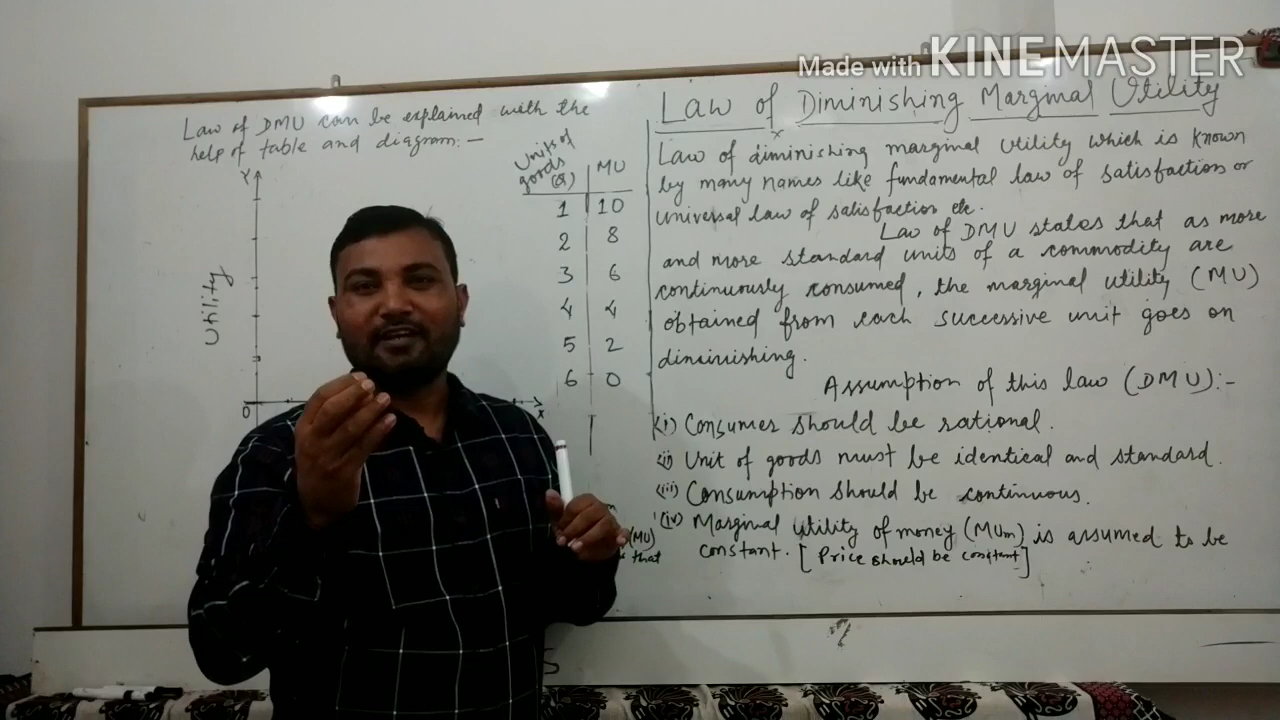 Made with KINEMASTER
Law of DMU can be explained with the
help of table and diagram:-
Y
Utility
0
X
Units of goods (Q) | MU
1 | 10
2 | 8
3 | 6
4 | 4
5 | 2
6 | 0
(MU)
that
Law of Diminishing Marginal Utility
Law of diminishing marginal utility which is known
by many names like fundamental law of satisfaction or
universal law of satisfaction etc.
Law of DMU states that as more
and more standard units of a commodity are
continuously consumed, the marginal utility (MU)
obtained from each successive unit goes on
diminishing.
Assumption of this law (DMU):-
(i) Consumer should be rational.
(ii) Unit of goods must be identical and standard.
(iii) Consumption should be continuous.
(iv) Marginal utility of money (MUm) is assumed to be
constant. [Price should be constant]